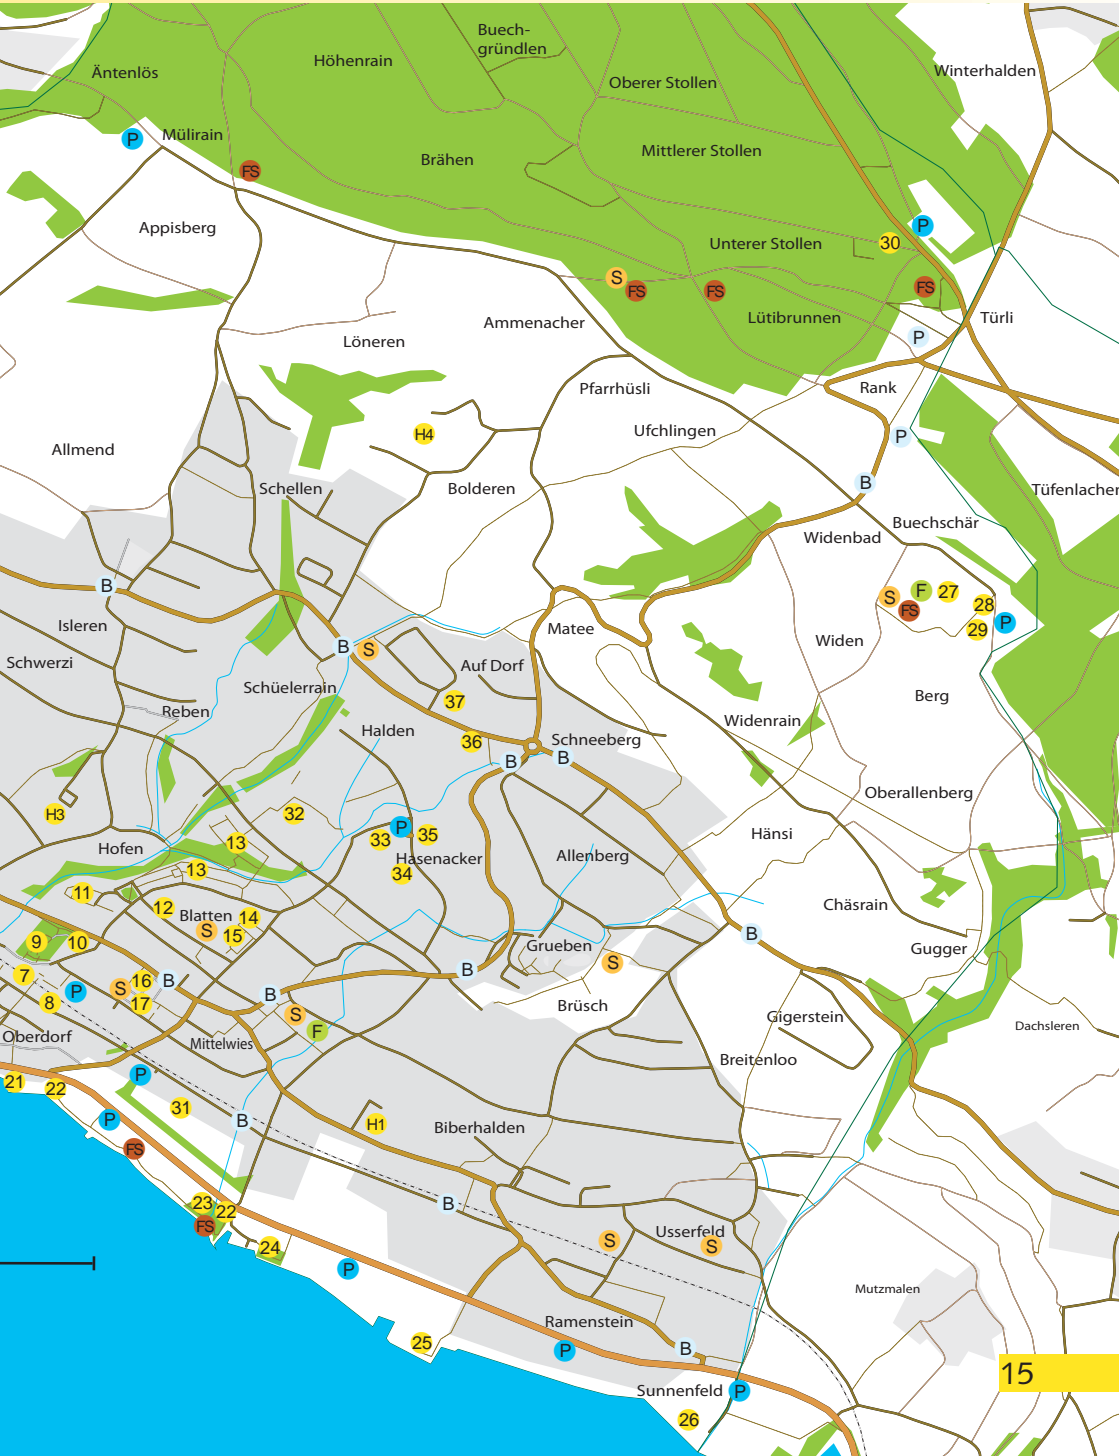 Buech-
gründlen
Höhenrain
Äntenlös
Winterhalden
Oberer Stollen
P
Mülirain
Brähen
Mittlerer Stollen
FS
Appisberg
P
30
Unterer Stollen
S
FS
FS
FS
Lütibrunnen
Türli
Ammenacher
Löneren
P
Pfarrhüsli
Rank
H4
Ufchlingen
P
Allmend
Schellen
Bolderen
B
Tüfenlacher
Buechschär
Widenbad
B
S
FS
F
27
28
29
P
Isleren
Matee
Widen
Schwerzi
B
S
Auf Dorf
Schüelerrain
37
Berg
Reben
Halden
36
Schneeberg
Widenrain
B
B
Oberallenberg
H3
32
P
33
35
Hänsi
Hofen
13
Hasenacker
Allenberg
34
13
11
12
Blatten
14
Chäsrain
S
15
9
10
B
Grueben
Gugger
7
S
16
B
B
S
8
P
17
B
S
Brüsch
Gigerstein
F
Oberdorf
Mittelwies
Dachsleren
Breitenloo
21
22
P
31
P
B
H1
Biberhalden
FS
23
22
B
FS
Usserfeld
24
S
S
P
Mutzmalen
Ramenstein
25
P
B
15
Sunnenfeld
P
26